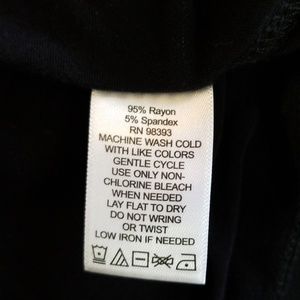 95% Rayon
5% Spandex
RN 98393
MACHINE WASH COLD
WITH LIKE COLORS
GENTLE CYCLE
USE ONLY NON-
CHLORINE BLEACH
WHEN NEEDED
LAY FLAT TO DRY
DO NOT WRING
OR TWIST
LOW IRON IF NEEDED